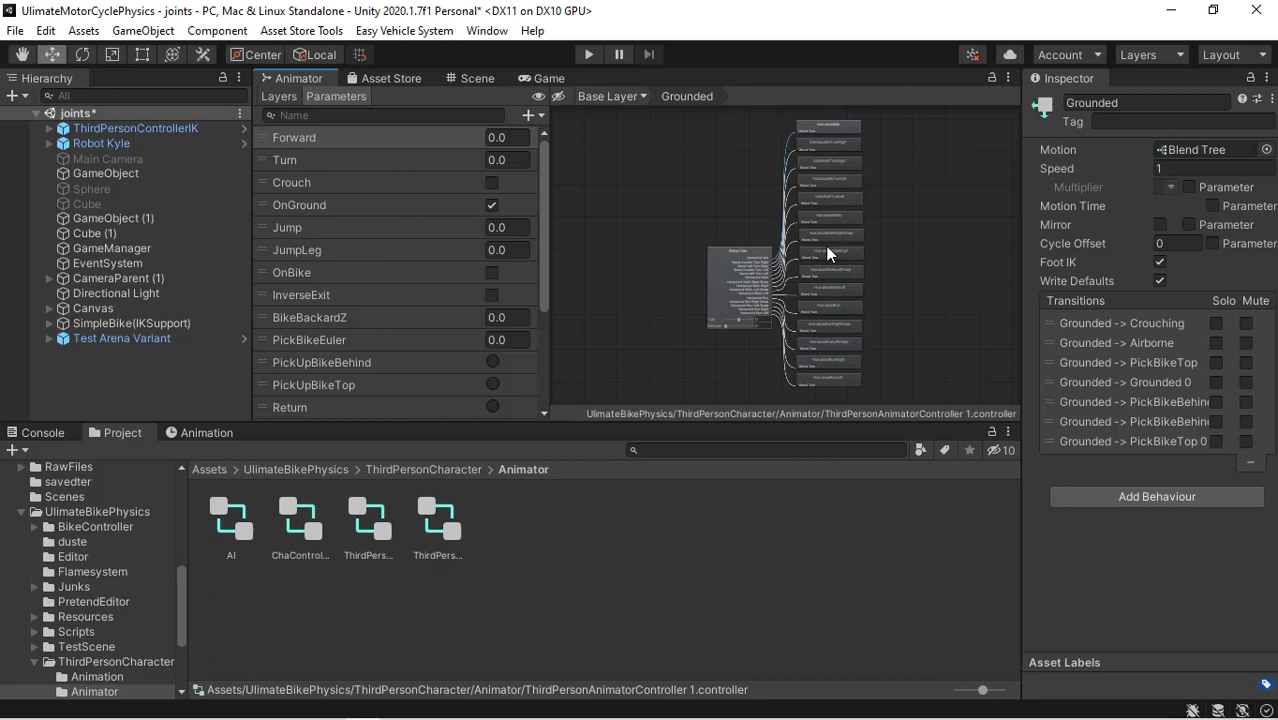 UlimateMotorCyclePhysics - joints - PC, Mac & Linux Standalone - Unity 2020.1.7f1 Personal* <DX11 on DX10 GPU>
File Edit Assets GameObject Component Asset Store Tools Easy Vehicle System Window Help
Center Local Account Layers Layout
Hierarchy
All
joints*
ThirdPersonControllerIK
Robot Kyle
Main Camera
GameObject
Sphere
Cube
GameObject (1)
Cube (1)
GameManager
EventSystem
CameraParent (1)
Directional Light
Canvas
SimpleBike(IKSupport)
Test Arena Variant
Animator Asset Store Scene Game
Layers Parameters Base Layer Grounded
Name
Forward 0.0
Turn 0.0
Crouch
OnGround
Jump 0.0
JumpLeg 0.0
OnBike
InverseExit
BikeBackardZ 0.0
PickBikeEuler 0.0
PickUpBikeBehind
PickUpBikeTop
Return
Blend Tree
UlimateBikePhysics/ThirdPersonCharacter/Animator/ThirdPersonAnimatorController 1.controller
Inspector
Grounded
Tag
Motion Blend Tree
Speed 1
Multiplier Parameter
Motion Time Parameter
Mirror Parameter
Cycle Offset 0 Parameter
Foot IK
Write Defaults
Transitions Solo Mute
Grounded -> Crouching
Grounded -> Airborne
Grounded -> PickBikeTop
Grounded -> Grounded 0
Grounded -> PickBikeBehind
Grounded -> PickBikeBehind
Grounded -> PickBikeTop 0
Add Behaviour
Asset Labels
Console Project Animation
10
RawFiles
savedter
Scenes
UlimateBikePhysics
BikeController
duste
Editor
Flamesystem
Junks
PretendEditor
Resources
Scripts
TestScene
ThirdPersonCharacter
Animation
Animator
Assets UlimateBikePhysics ThirdPersonCharacter Animator
AI ChaControl... ThirdPers... ThirdPers...
Assets/UlimateBikePhysics/ThirdPersonCharacter/Animator/ThirdPersonAnimatorController 1.controller